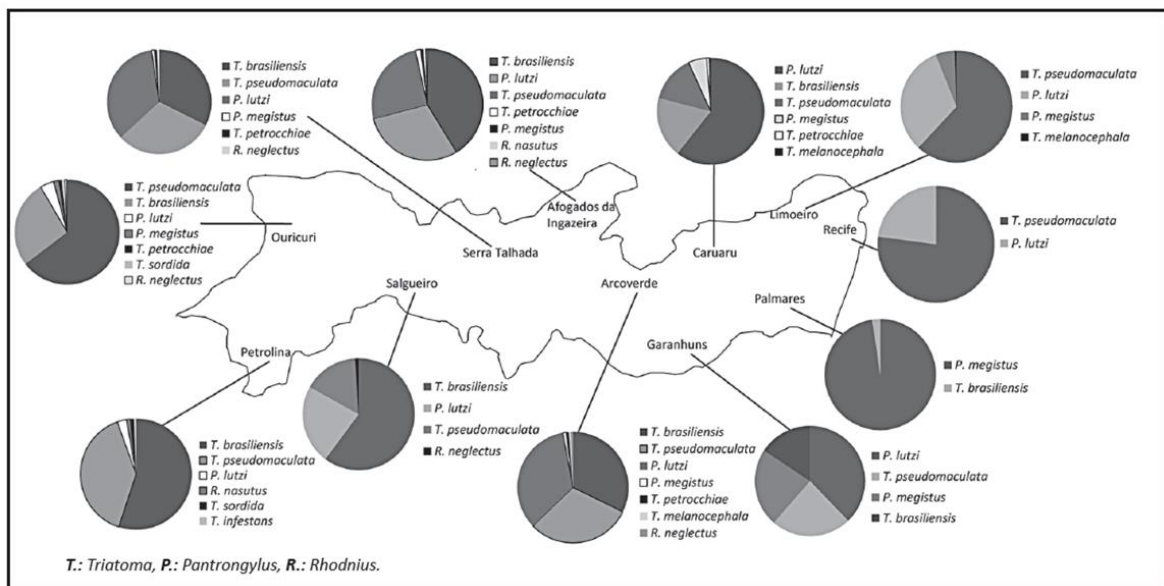 T. brasiliensis
T. pseudomaculata
P. lutzi
P. megistus
T. petrocchiae
R. neglectus
T. brasiliensis
P. lutzi
T. pseudomaculata
T. petrocchiae
P. megistus
R. nasutus
R. neglectus
P. lutzi
T. brasiliensis
T. pseudomaculata
P. megistus
T. petrocchiae
T. melanocephala
T. pseudomaculata
P. lutzi
P. megistus
T. melanocephala
T. pseudomaculata
T. brasiliensis
P. lutzi
P. megistus
T. petrocchiae
T. sordida
R. neglectus
Ouricuri
Serra Talhada
Afogados da
Ingazeira
Caruaru
Limoeiro
Recife
T. pseudomaculata
P. lutzi
Salgueiro
Arcoverde
Palmares
Petrolina
Garanhuns
P. megistus
T. brasiliensis
T. brasiliensis
P. lutzi
T. pseudomaculata
R. neglectus
T. brasiliensis
T. pseudomaculata
P. lutzi
R. nasutus
T. sordida
T. infestans
T. brasiliensis
T. pseudomaculata
P. lutzi
P. megistus
T. petrocchiae
T. melanocephala
R. neglectus
P. lutzi
T. pseudomaculata
P. megistus
T. brasiliensis
T.: Triatoma, P.: Pantrongylus, R.: Rhodnius.